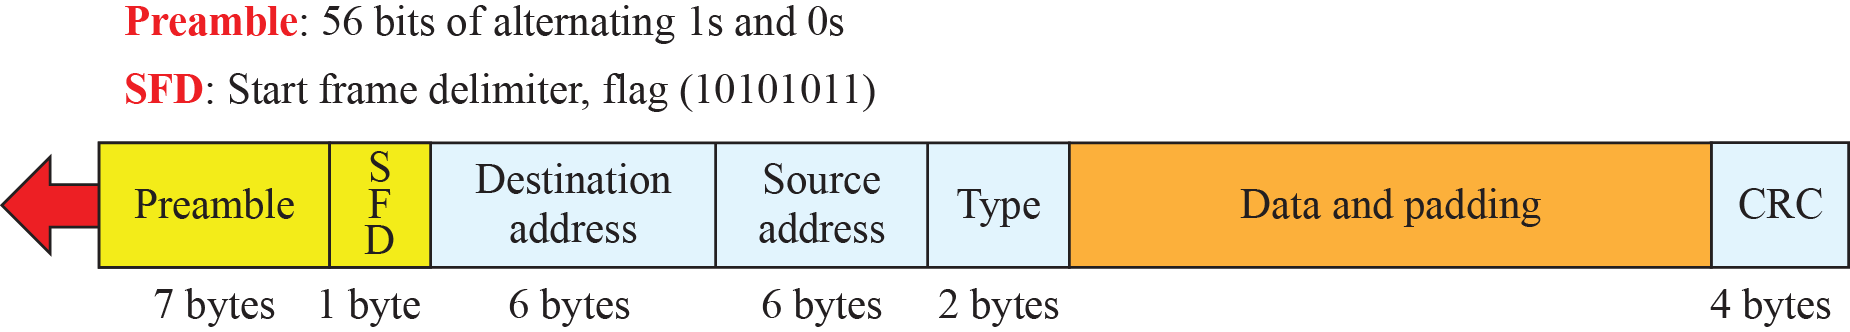 Preamble: 56 bits of alternating 1s and 0s
SFD: Start frame delimiter, flag (10101011)
Preamble
S
F
D
Destination
address
Source
address
Type
Data and padding
CRC
7 bytes
1 byte
6 bytes
6 bytes
2 bytes
4 bytes